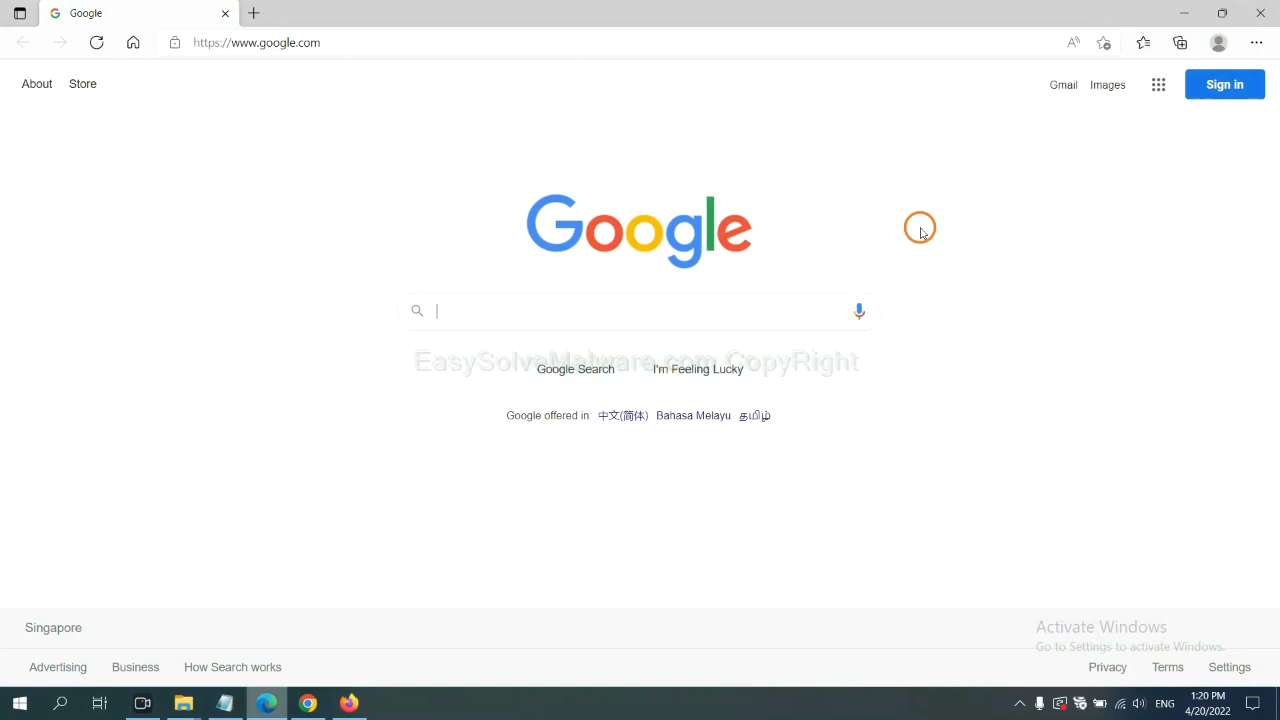 Google
https://www.google.com
About Store
Gmail Images Sign in
Google
EasySolveMalware.com CopyRight
Google Search I'm Feeling Lucky
Google offered in: 中文(简体) Bahasa Melayu தமிழ்
Singapore
Activate Windows
Go to Settings to activate Windows.
Advertising Business How Search works
Privacy Terms Settings
ENG
1:20 PM
4/20/2022